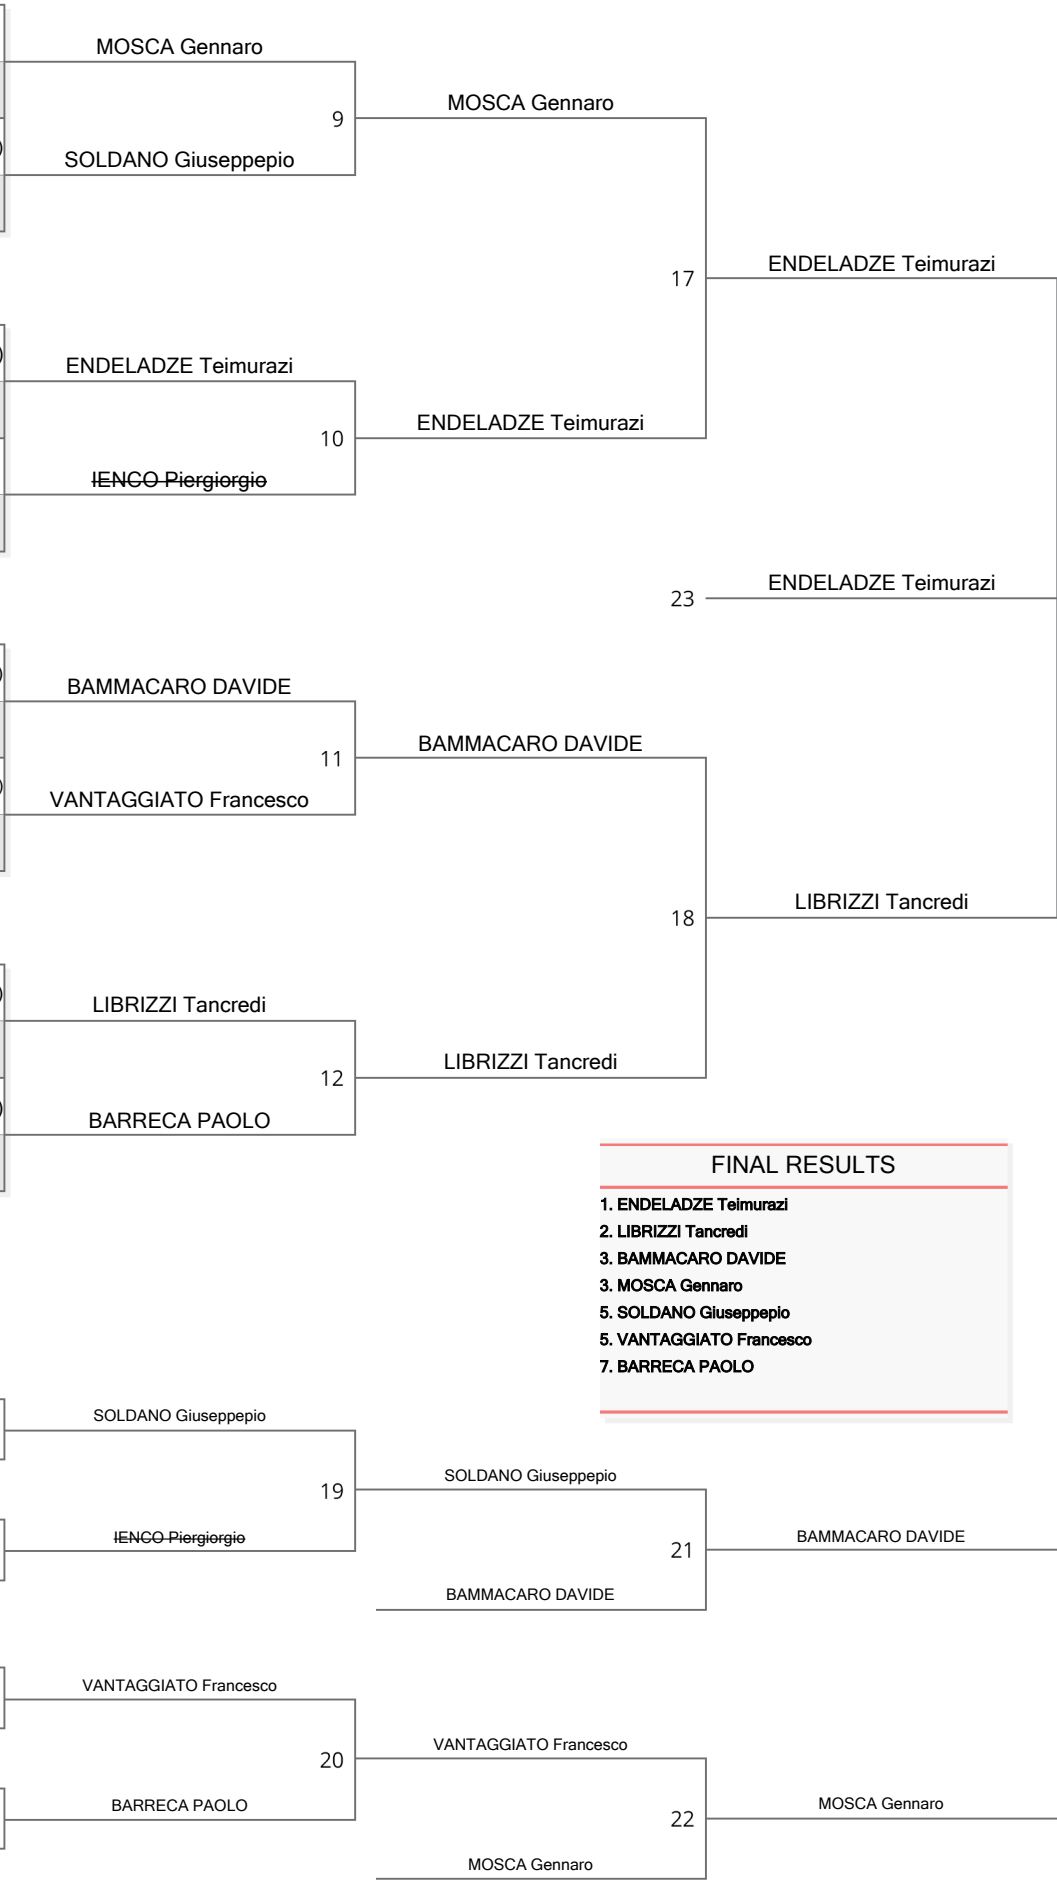 MOSCA Gennaro
9
MOSCA Gennaro
SOLDANO Giuseppepio
17
ENDELADZE Teimurazi
ENDELADZE Teimurazi
10
ENDELADZE Teimurazi
IENCO Piergiorgio
23
ENDELADZE Teimurazi
BAMMACARO DAVIDE
11
BAMMACARO DAVIDE
VANTAGGIATO Francesco
18
LIBRIZZI Tancredi
LIBRIZZI Tancredi
12
LIBRIZZI Tancredi
BARRECA PAOLO
FINAL RESULTS
1. ENDELADZE Teimurazi
2. LIBRIZZI Tancredi
3. BAMMACARO DAVIDE
3. MOSCA Gennaro
5. SOLDANO Giuseppepio
5. VANTAGGIATO Francesco
7. BARRECA PAOLO
SOLDANO Giuseppepio
19
SOLDANO Giuseppepio
IENCO Piergiorgio
21
BAMMACARO DAVIDE
BAMMACARO DAVIDE
VANTAGGIATO Francesco
20
VANTAGGIATO Francesco
BARRECA PAOLO
22
MOSCA Gennaro
MOSCA Gennaro